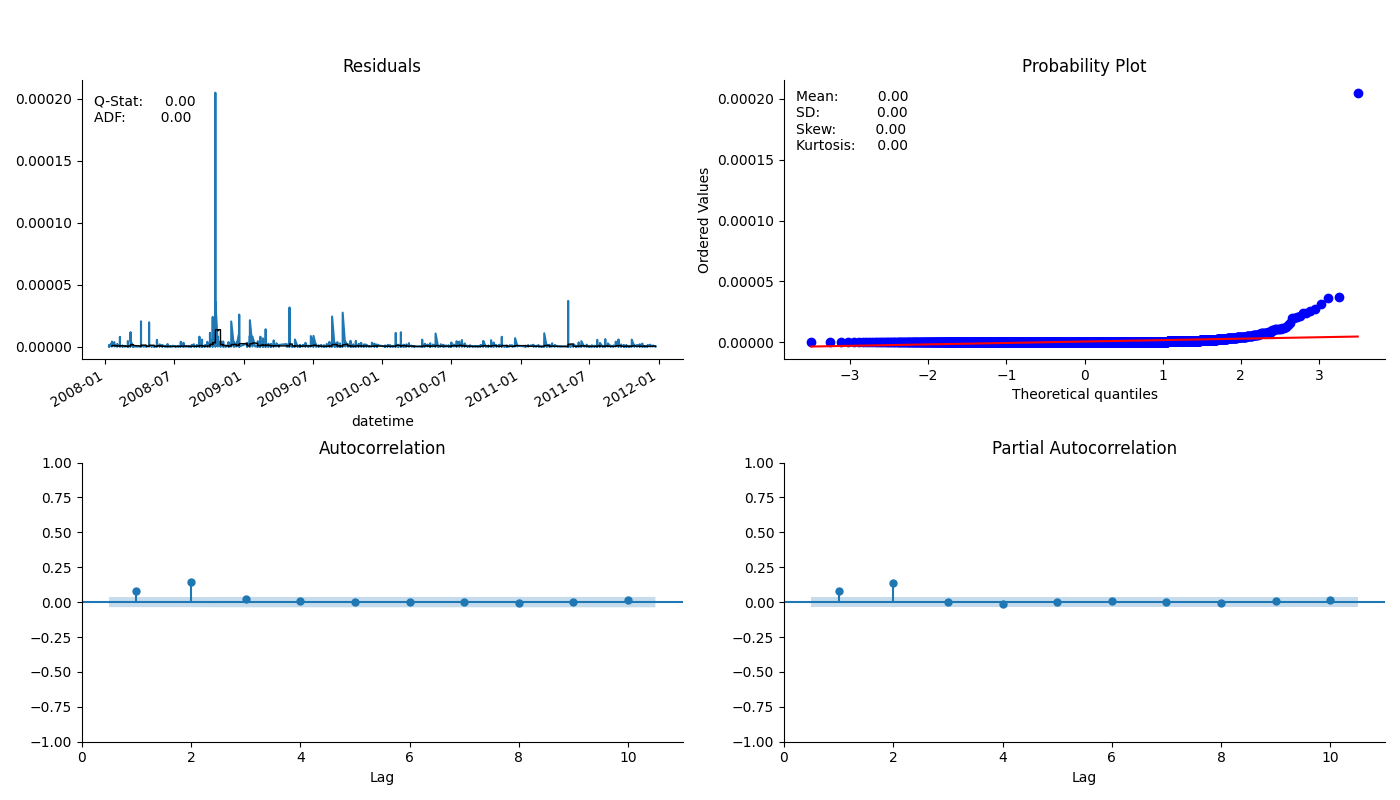 Residuals
Q-Stat: 0.00
ADF: 0.00
0.00020
0.00015
0.00010
0.00005
0.00000
2008-01
2008-07
2009-01
2009-07
2010-01
2010-07
2011-01
2011-07
2012-01
datetime
Probability Plot
Mean: 0.00
SD: 0.00
Skew: 0.00
Kurtosis: 0.00
Ordered Values
0.00020
0.00015
0.00010
0.00005
0.00000
−3 −2 −1 0 1 2 3
Theoretical quantiles
Autocorrelation
1.00
0.75
0.50
0.25
0.00
−0.25
−0.50
−0.75
−1.00
0 2 4 6 8 10
Lag
Partial Autocorrelation
1.00
0.75
0.50
0.25
0.00
−0.25
−0.50
−0.75
−1.00
0 2 4 6 8 10
Lag